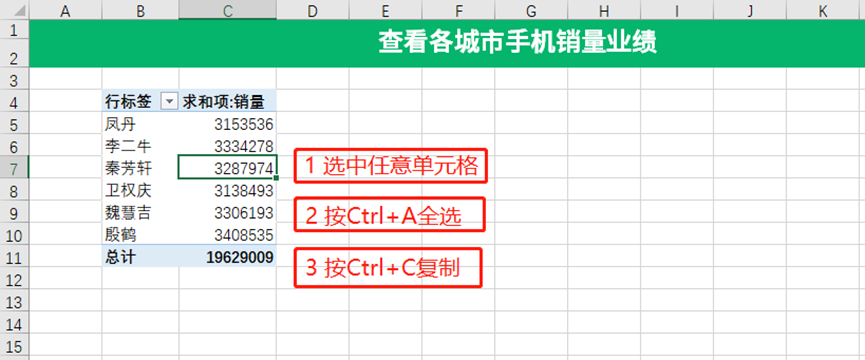 A B C D E F G H I J K
1 查看各城市手机销量业绩
2
3
4 行标签 求和项:销量
5 凤丹 3153536
6 李二牛 3334278
7 秦芳轩 3287974 1 选中任意单元格
8 卫权庆 3138493
9 魏慧吉 3306193 2 按Ctrl+A全选
10 殷鹤 3408535
11 总计 19629009 3 按Ctrl+C复制
12
13
14
15